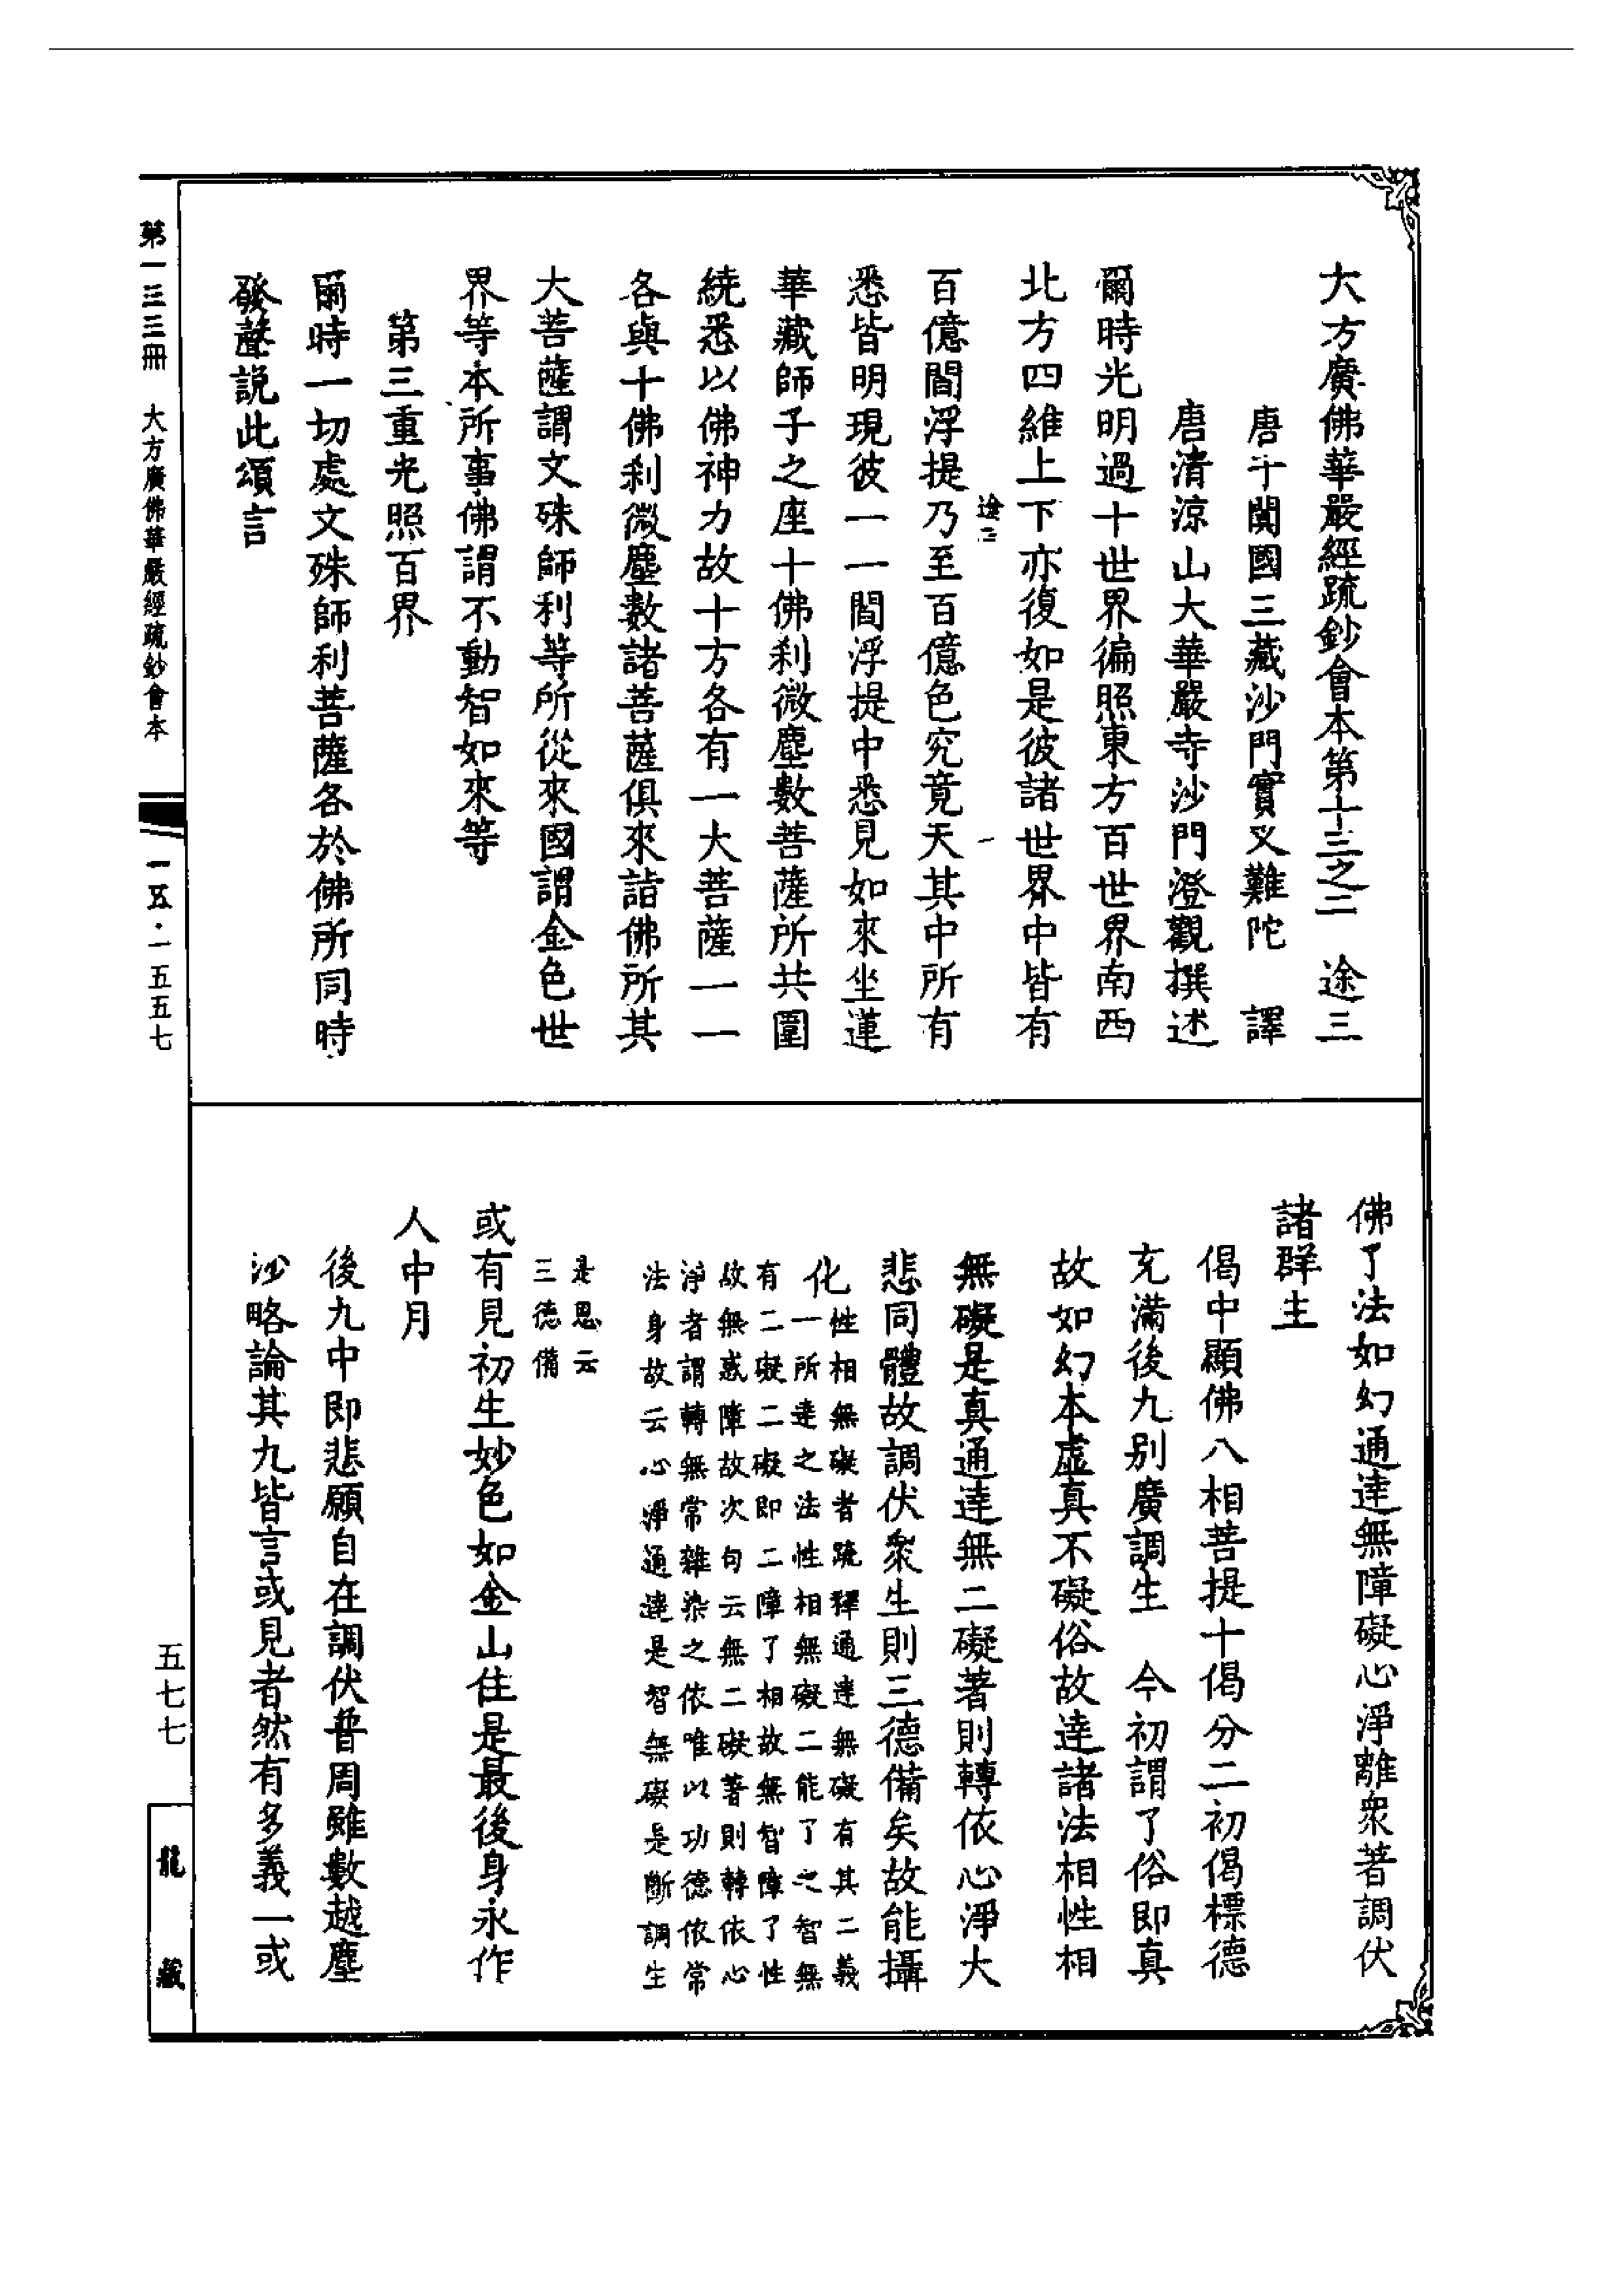 大方廣佛華嚴經疏鈔會本第十三之二　途三
唐于闐國三藏沙門實叉難陀　譯
唐清涼山大華嚴寺沙門澄觀撰述
爾時光明過十世界徧照東方百世界南西
北方四維上下亦復如是彼諸世界中皆有
途三　一
百億閻浮提乃至百億色究竟天其中所有
悉皆明現彼一一閻浮提中悉見如來坐蓮
華藏師子之座十佛刹微塵數菩薩所共圍
繞悉以佛神力故十方各有一大菩薩一一
各與十佛刹微塵數諸菩薩俱來詣佛所其
大菩薩謂文殊師利等所從來國謂金色世
界等本所事佛謂不動智如來等
第三重光照百界
爾時一切處文殊師利菩薩各於佛所同時
發聲說此頌言
佛了法如幻通達無障礙心淨離衆著調伏
諸群生
偈中顯佛八相菩提十偈分二初偈標德
充滿後九別廣調生　今初謂了俗即真
故如幻本虛真不礙俗故達諸法相性相
無礙是真通達無二礙著則轉依心淨大
悲同體故調伏衆生則三德備矣故能攝
化
性相無礙者疏釋通達無礙有其二義
一所達之法性相無礙二能了之智無
有二礙二礙即二障了相故無智障了性
故無惑障故次句云無二礙著則轉依心
淨者謂轉無常雜染之依唯以功德依常
法身故云心淨通達是智無礙是斷調生
是恩云
三德備
或有見初生妙色如金山住是最後身永作
人中月
後九中即悲願自在調伏普周雖數越塵
沙略論其九皆言或見者然有多義一或
第一三三冊　大方廣佛華嚴經疏鈔會本
一五·一五五七
五七七
龍藏